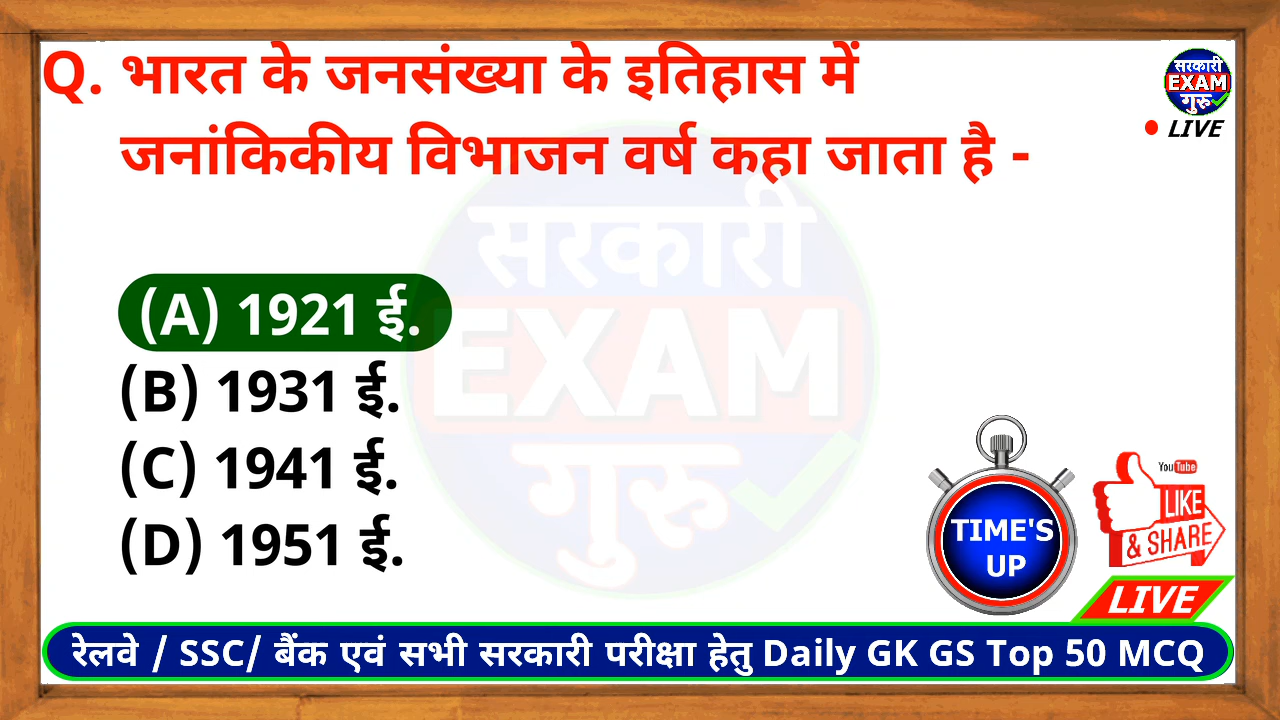 Q. भारत के जनसंख्या के इतिहास में
जनांकिकीय विभाजन वर्ष कहा जाता है -
सरकारी
EXAM
गुरु
• LIVE
सरकारी
EXAM
गुरु
(A) 1921 ई.
(B) 1931 ई.
(C) 1941 ई.
(D) 1951 ई.
TIME'S
UP
YouTube
LIKE
& SHARE
LIVE
रेलवे / SSC/ बैंक एवं सभी सरकारी परीक्षा हेतु Daily GK GS Top 50 MCQ